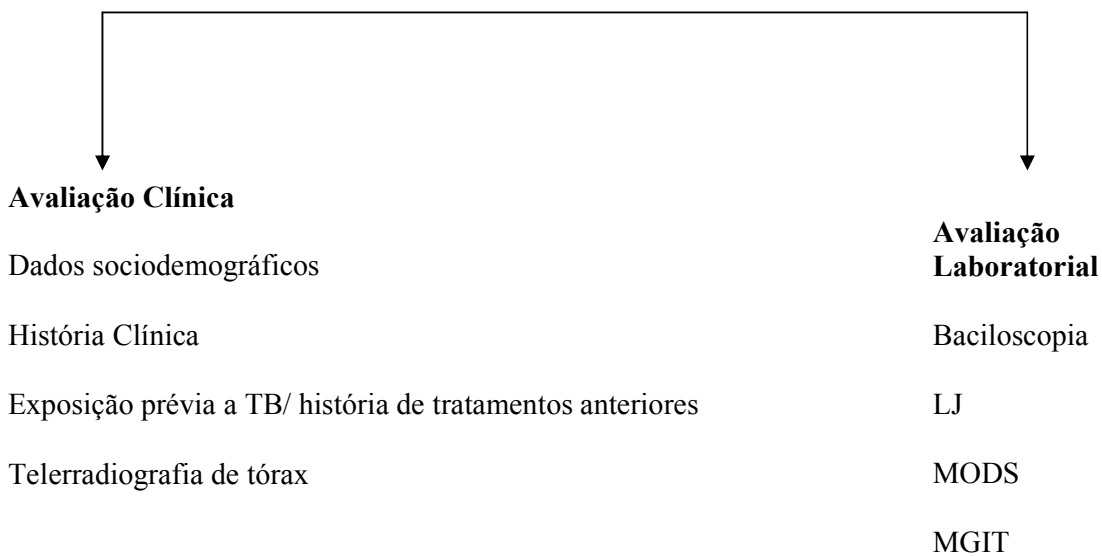 Avaliação Clínica
Dados sociodemográficos
História Clínica
Exposição prévia a TB/ história de tratamentos anteriores
Telerradiografia de tórax
Avaliação
Laboratorial
Baciloscopia
LJ
MODS
MGIT